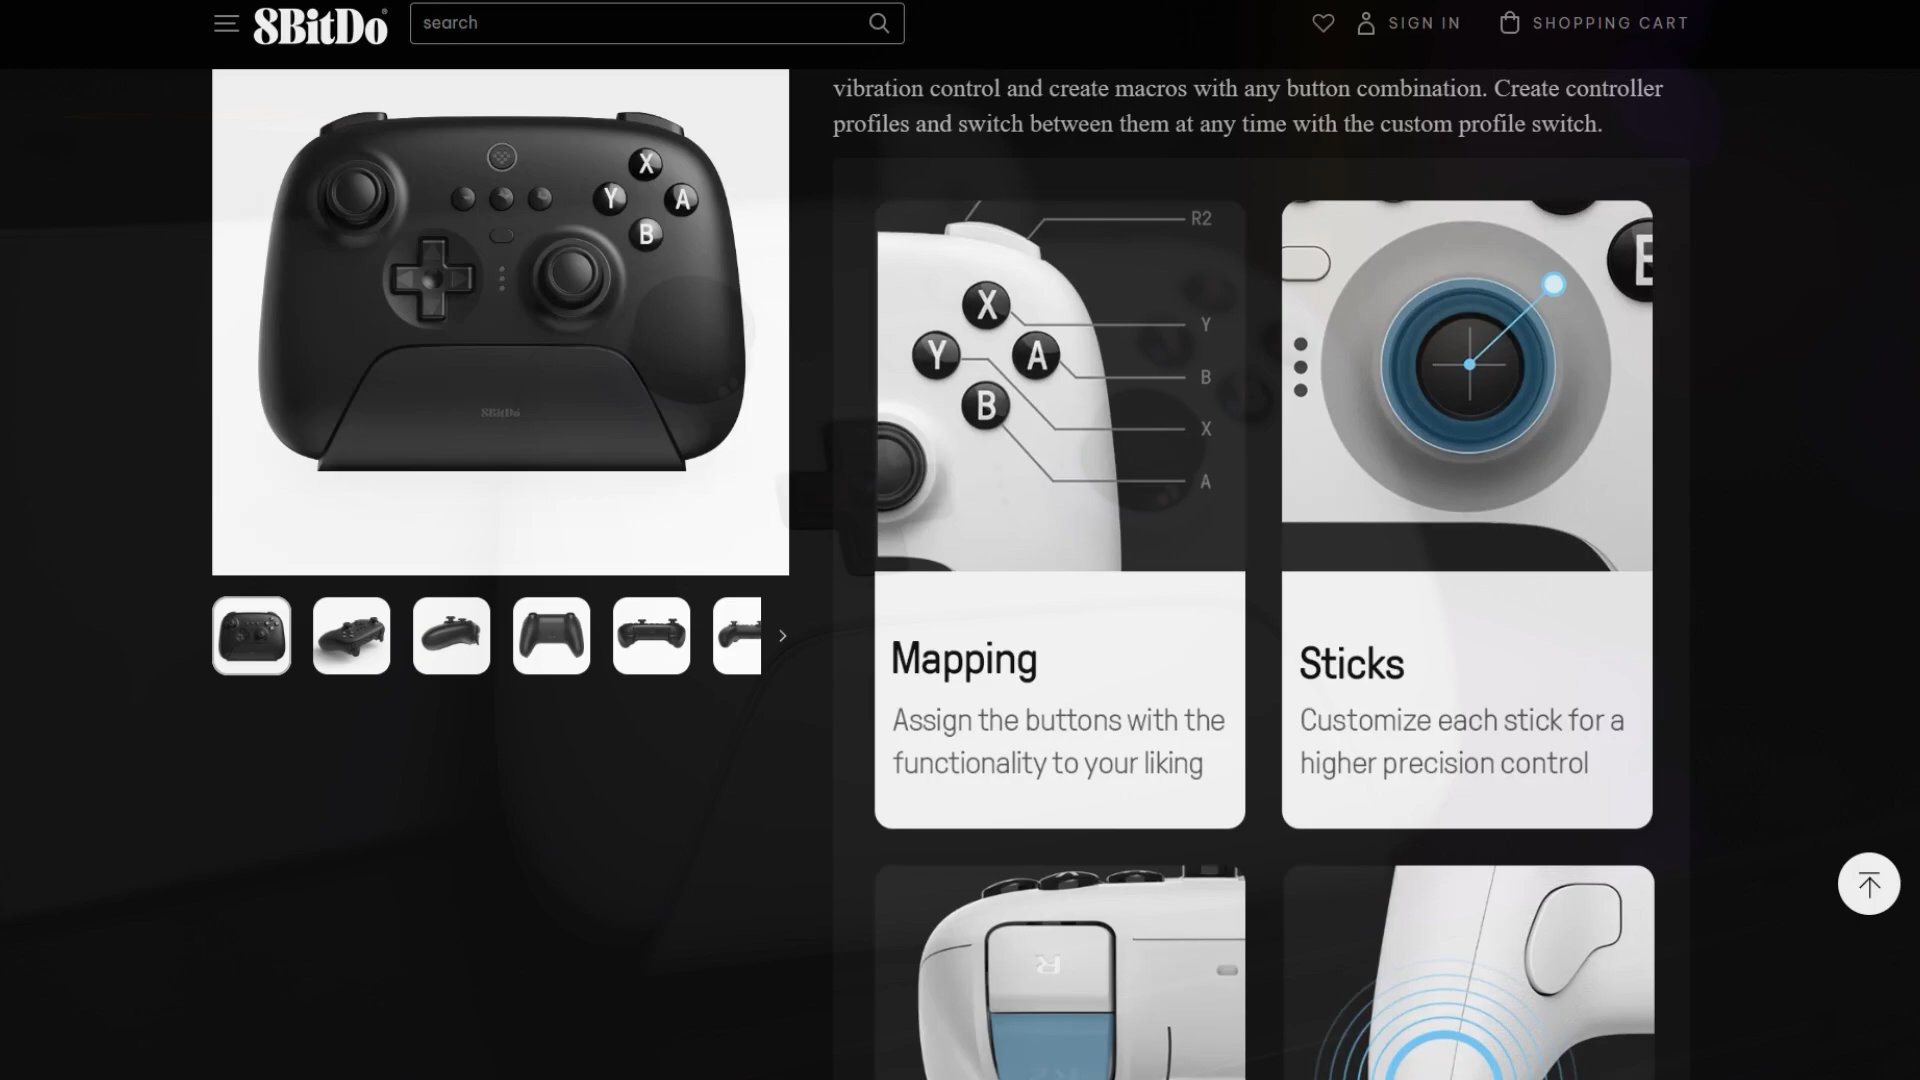 8BitDo
search
SIGN IN
SHOPPING CART
vibration control and create macros with any button combination. Create controller
profiles and switch between them at any time with the custom profile switch.
X
Y
A
B
8BitDo
R2
X
Y
A
B
Y
B
X
A
Mapping
Assign the buttons with the
functionality to your liking
Sticks
Customize each stick for a
higher precision control
R